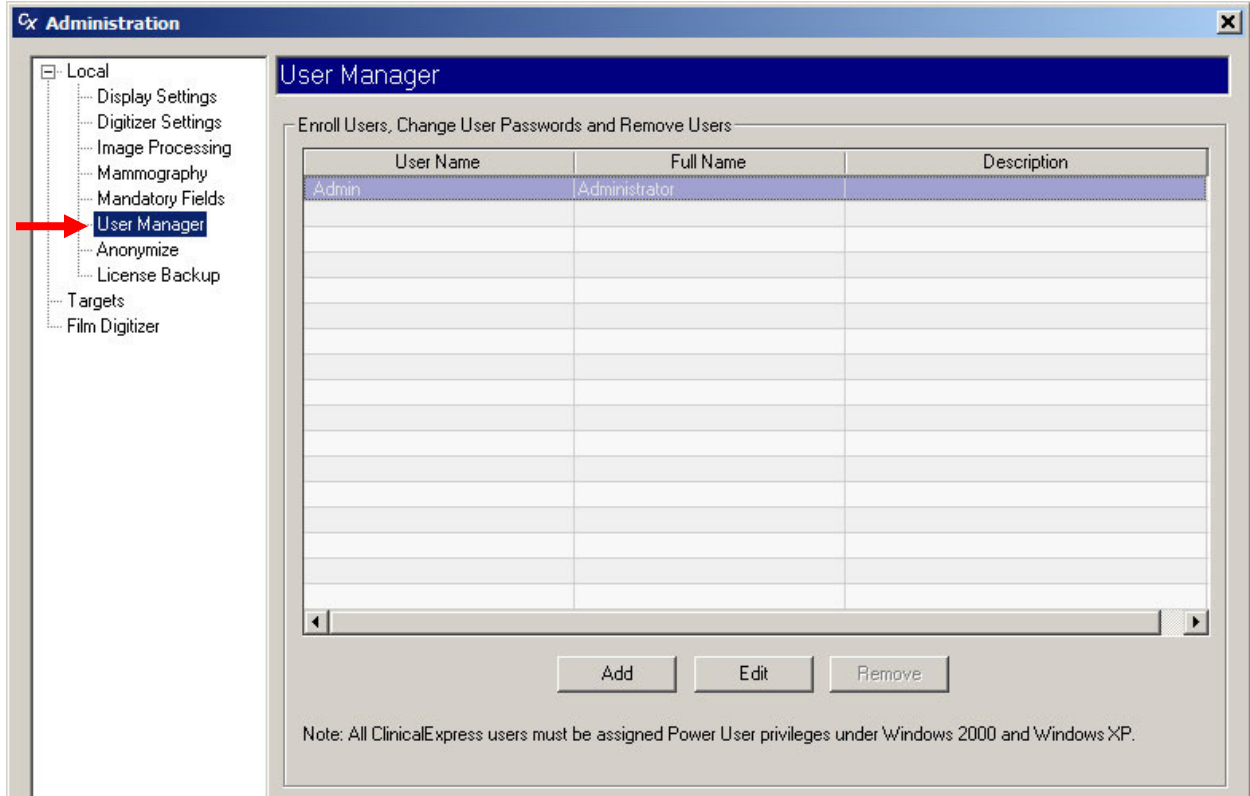 Cx Administration
Local
Display Settings
Digitizer Settings
Image Processing
Mammography
Mandatory Fields
User Manager
Anonymize
License Backup
Targets
Film Digitizer
User Manager
Enroll Users, Change User Passwords and Remove Users
User Name Full Name Description
Admin Administrator
Add Edit Remove
Note: All ClinicalExpress users must be assigned Power User privileges under Windows 2000 and Windows XP.